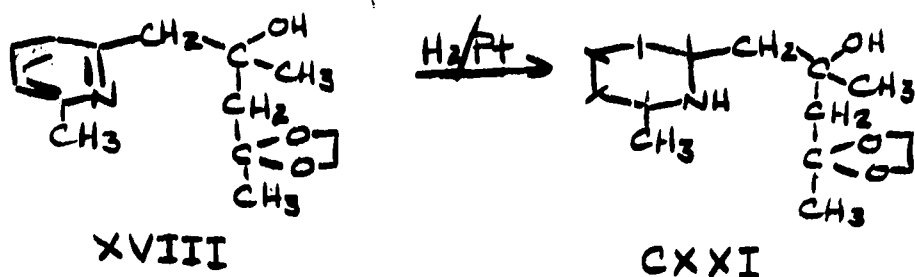 CH2 OH H2/Pt CH2 OH
C CH3 C CH3
N CH2 NH CH2
CH3 C O O CH3 C O O
CH3 CH3
XVIII CXXI